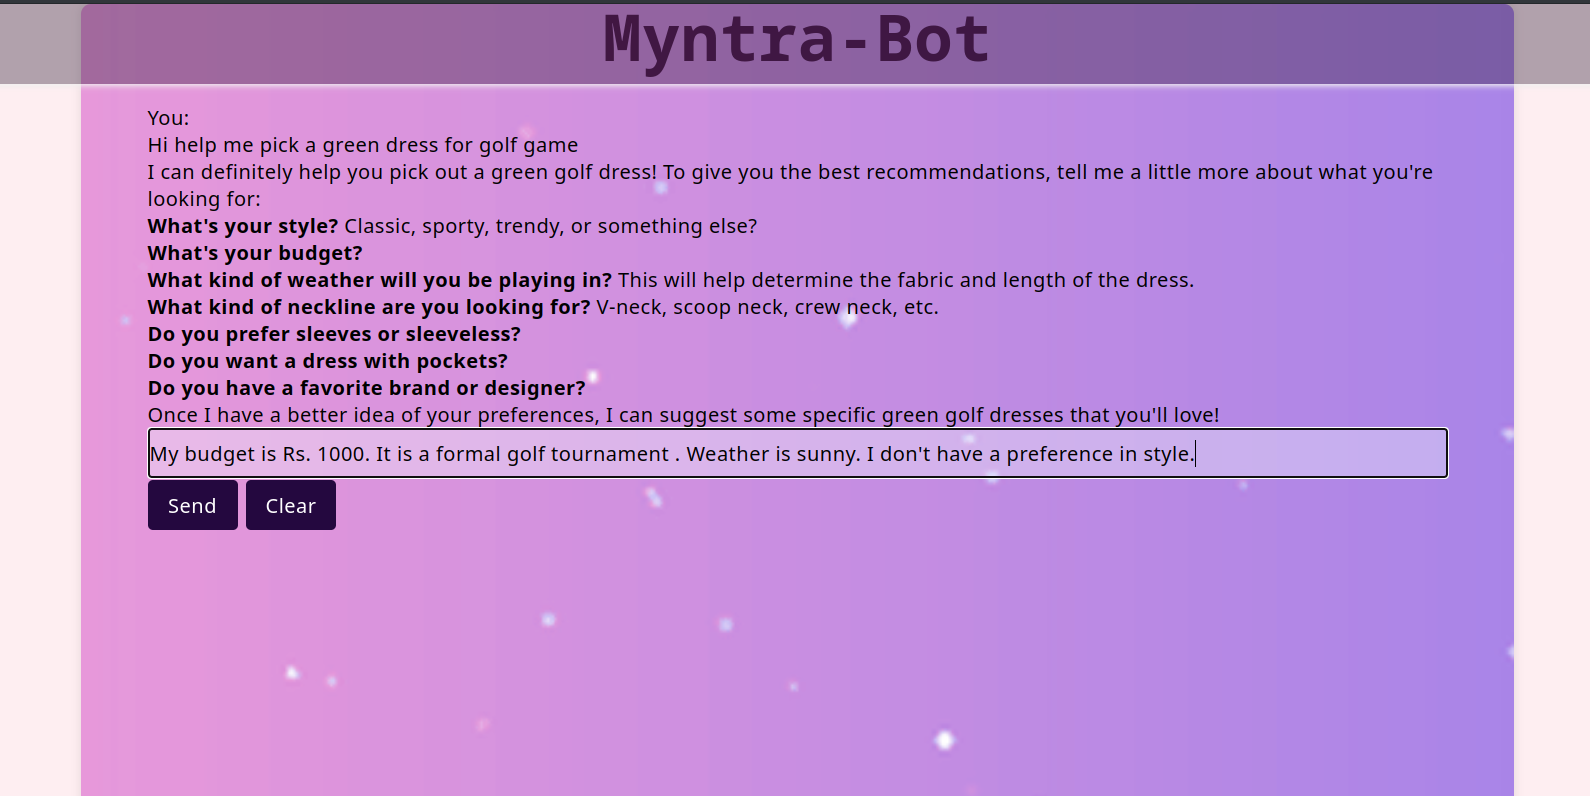 Myntra-Bot
You:
Hi help me pick a green dress for golf game
I can definitely help you pick out a green golf dress! To give you the best recommendations, tell me a little more about what you're
looking for:
What's your style? Classic, sporty, trendy, or something else?
What's your budget?
What kind of weather will you be playing in? This will help determine the fabric and length of the dress.
What kind of neckline are you looking for? V-neck, scoop neck, crew neck, etc.
Do you prefer sleeves or sleeveless?
Do you want a dress with pockets?
Do you have a favorite brand or designer?
Once I have a better idea of your preferences, I can suggest some specific green golf dresses that you'll love!
My budget is Rs. 1000. It is a formal golf tournament . Weather is sunny. I don't have a preference in style.
Send Clear